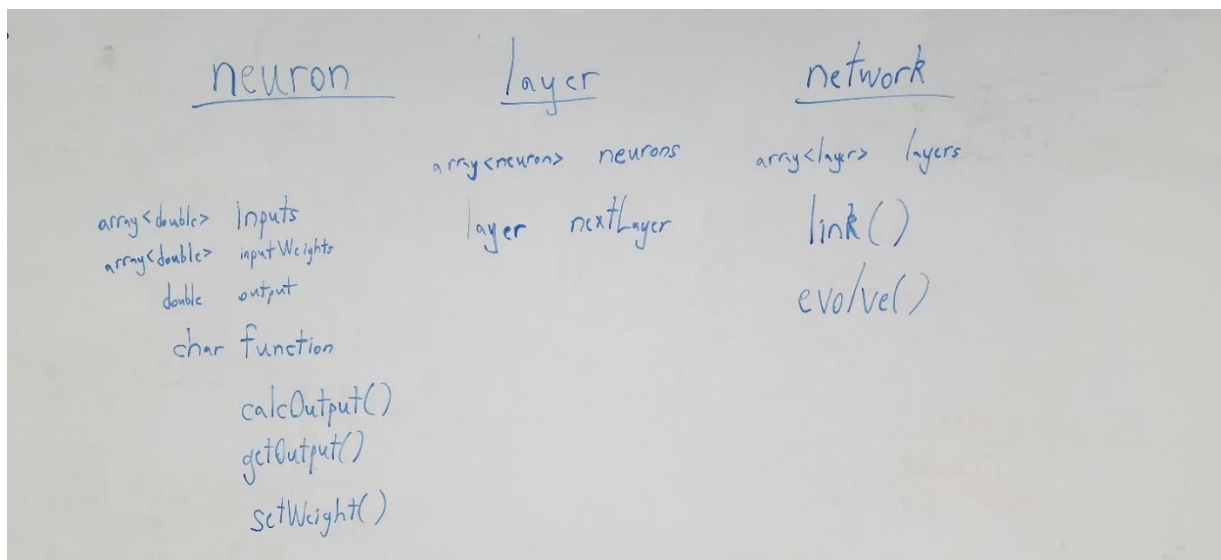 neuron
array<double> inputs
array<double> inputWeights
double output
char function
calcOutput()
getOutput()
setWeight()
layer
array<neuron> neurons
layer nextLayer
network
array<layer> layers
link()
evolve()